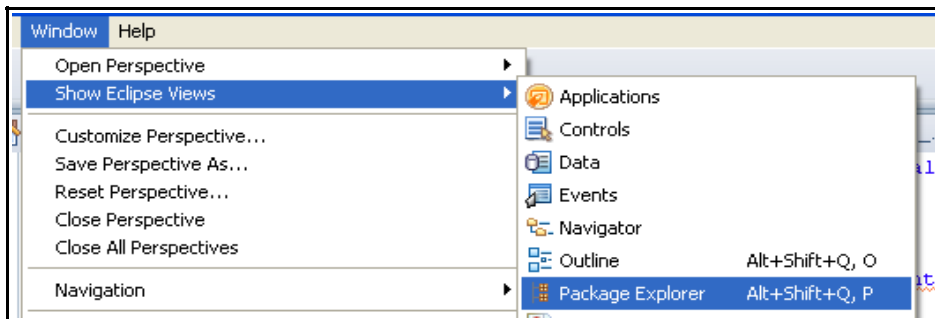 Window Help
Open Perspective
Show Eclipse Views
Customize Perspective...
Save Perspective As...
Reset Perspective...
Close Perspective
Close All Perspectives
Navigation
Applications
Controls
Data
Events
Navigator
Outline Alt+Shift+Q, O
Package Explorer Alt+Shift+Q, P